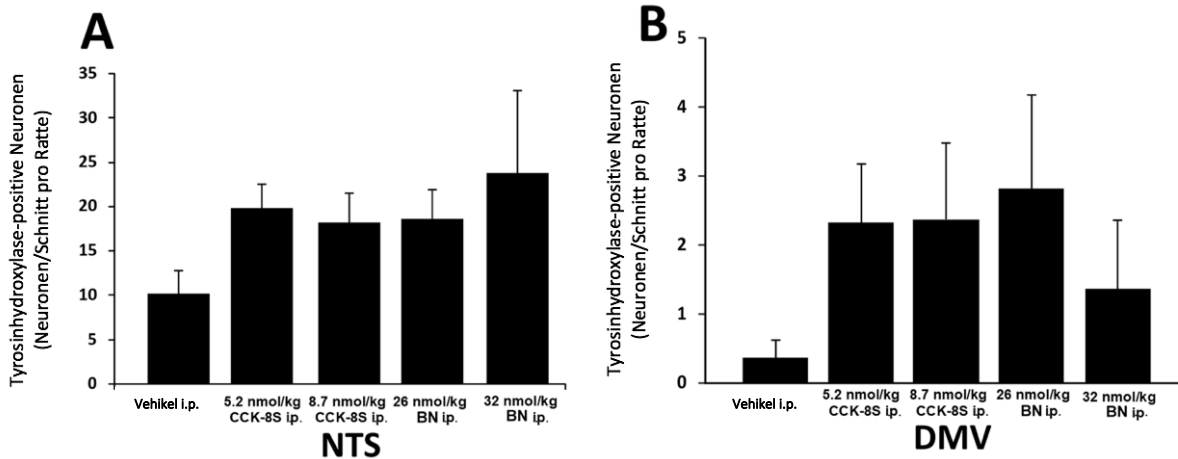 A
Tyrosinhydroxylase-positive Neuronen
(Neuronen/Schnitt pro Ratte)
35
30
25
20
15
10
5
0
Vehikel i.p.
5.2 nmol/kg
CCK-8S ip.
8.7 nmol/kg
CCK-8S ip.
26 nmol/kg
BN ip.
32 nmol/kg
BN ip.
NTS
B
Tyrosinhydroxylase-positive Neuronen
(Neuronen/Schnitt pro Ratte)
5
4
3
2
1
0
Vehikel i.p.
5.2 nmol/kg
CCK-8S ip.
8.7 nmol/kg
CCK-8S ip.
26 nmol/kg
BN ip.
32 nmol/kg
BN ip.
DMV